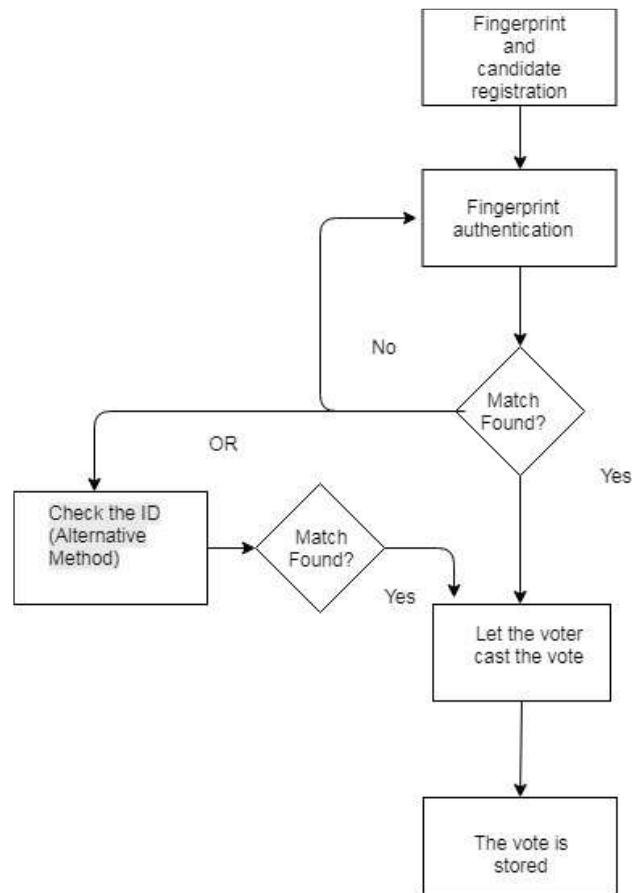 Fingerprint
and
candidate
registration
Fingerprint
authentication
No
Match
Found?
OR
Yes
Check the ID
(Alternative
Method)
Match
Found?
Yes
Let the voter
cast the vote
The vote is
stored